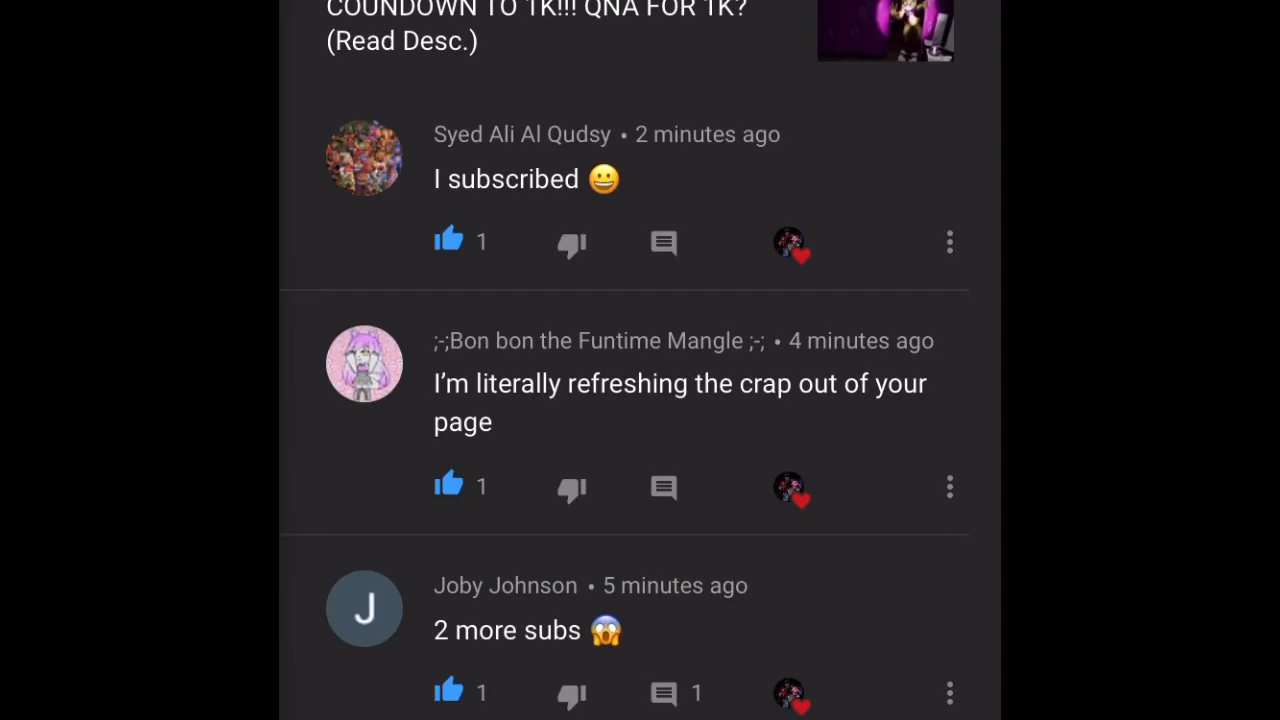 COUNDOWN TO 1K!!! QNA FOR 1K?
(Read Desc.)
Syed Ali Al Qudsy • 2 minutes ago
I subscribed 😀
1
;-;Bon bon the Funtime Mangle ;-; • 4 minutes ago
I’m literally refreshing the crap out of your
page
1
J
Joby Johnson • 5 minutes ago
2 more subs 😱
1 1